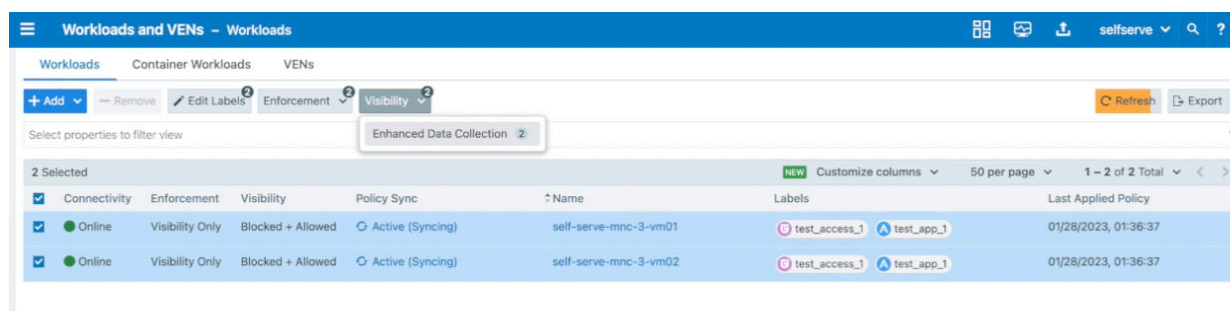 Workloads and VENs – Workloads selfserve ?
Workloads Container Workloads VENs
+ Add – Remove Edit Labels 2 Enforcement 2 Visibility 2 Refresh Export
Select properties to filter view
Enhanced Data Collection 2
2 Selected NEW Customize columns 50 per page 1 – 2 of 2 Total
Connectivity Enforcement Visibility Policy Sync Name Labels Last Applied Policy
Online Visibility Only Blocked + Allowed Active (Syncing) self-serve-mnc-3-vm01 test_access_1 test_app_1 01/28/2023, 01:36:37
Online Visibility Only Blocked + Allowed Active (Syncing) self-serve-mnc-3-vm02 test_access_1 test_app_1 01/28/2023, 01:36:37